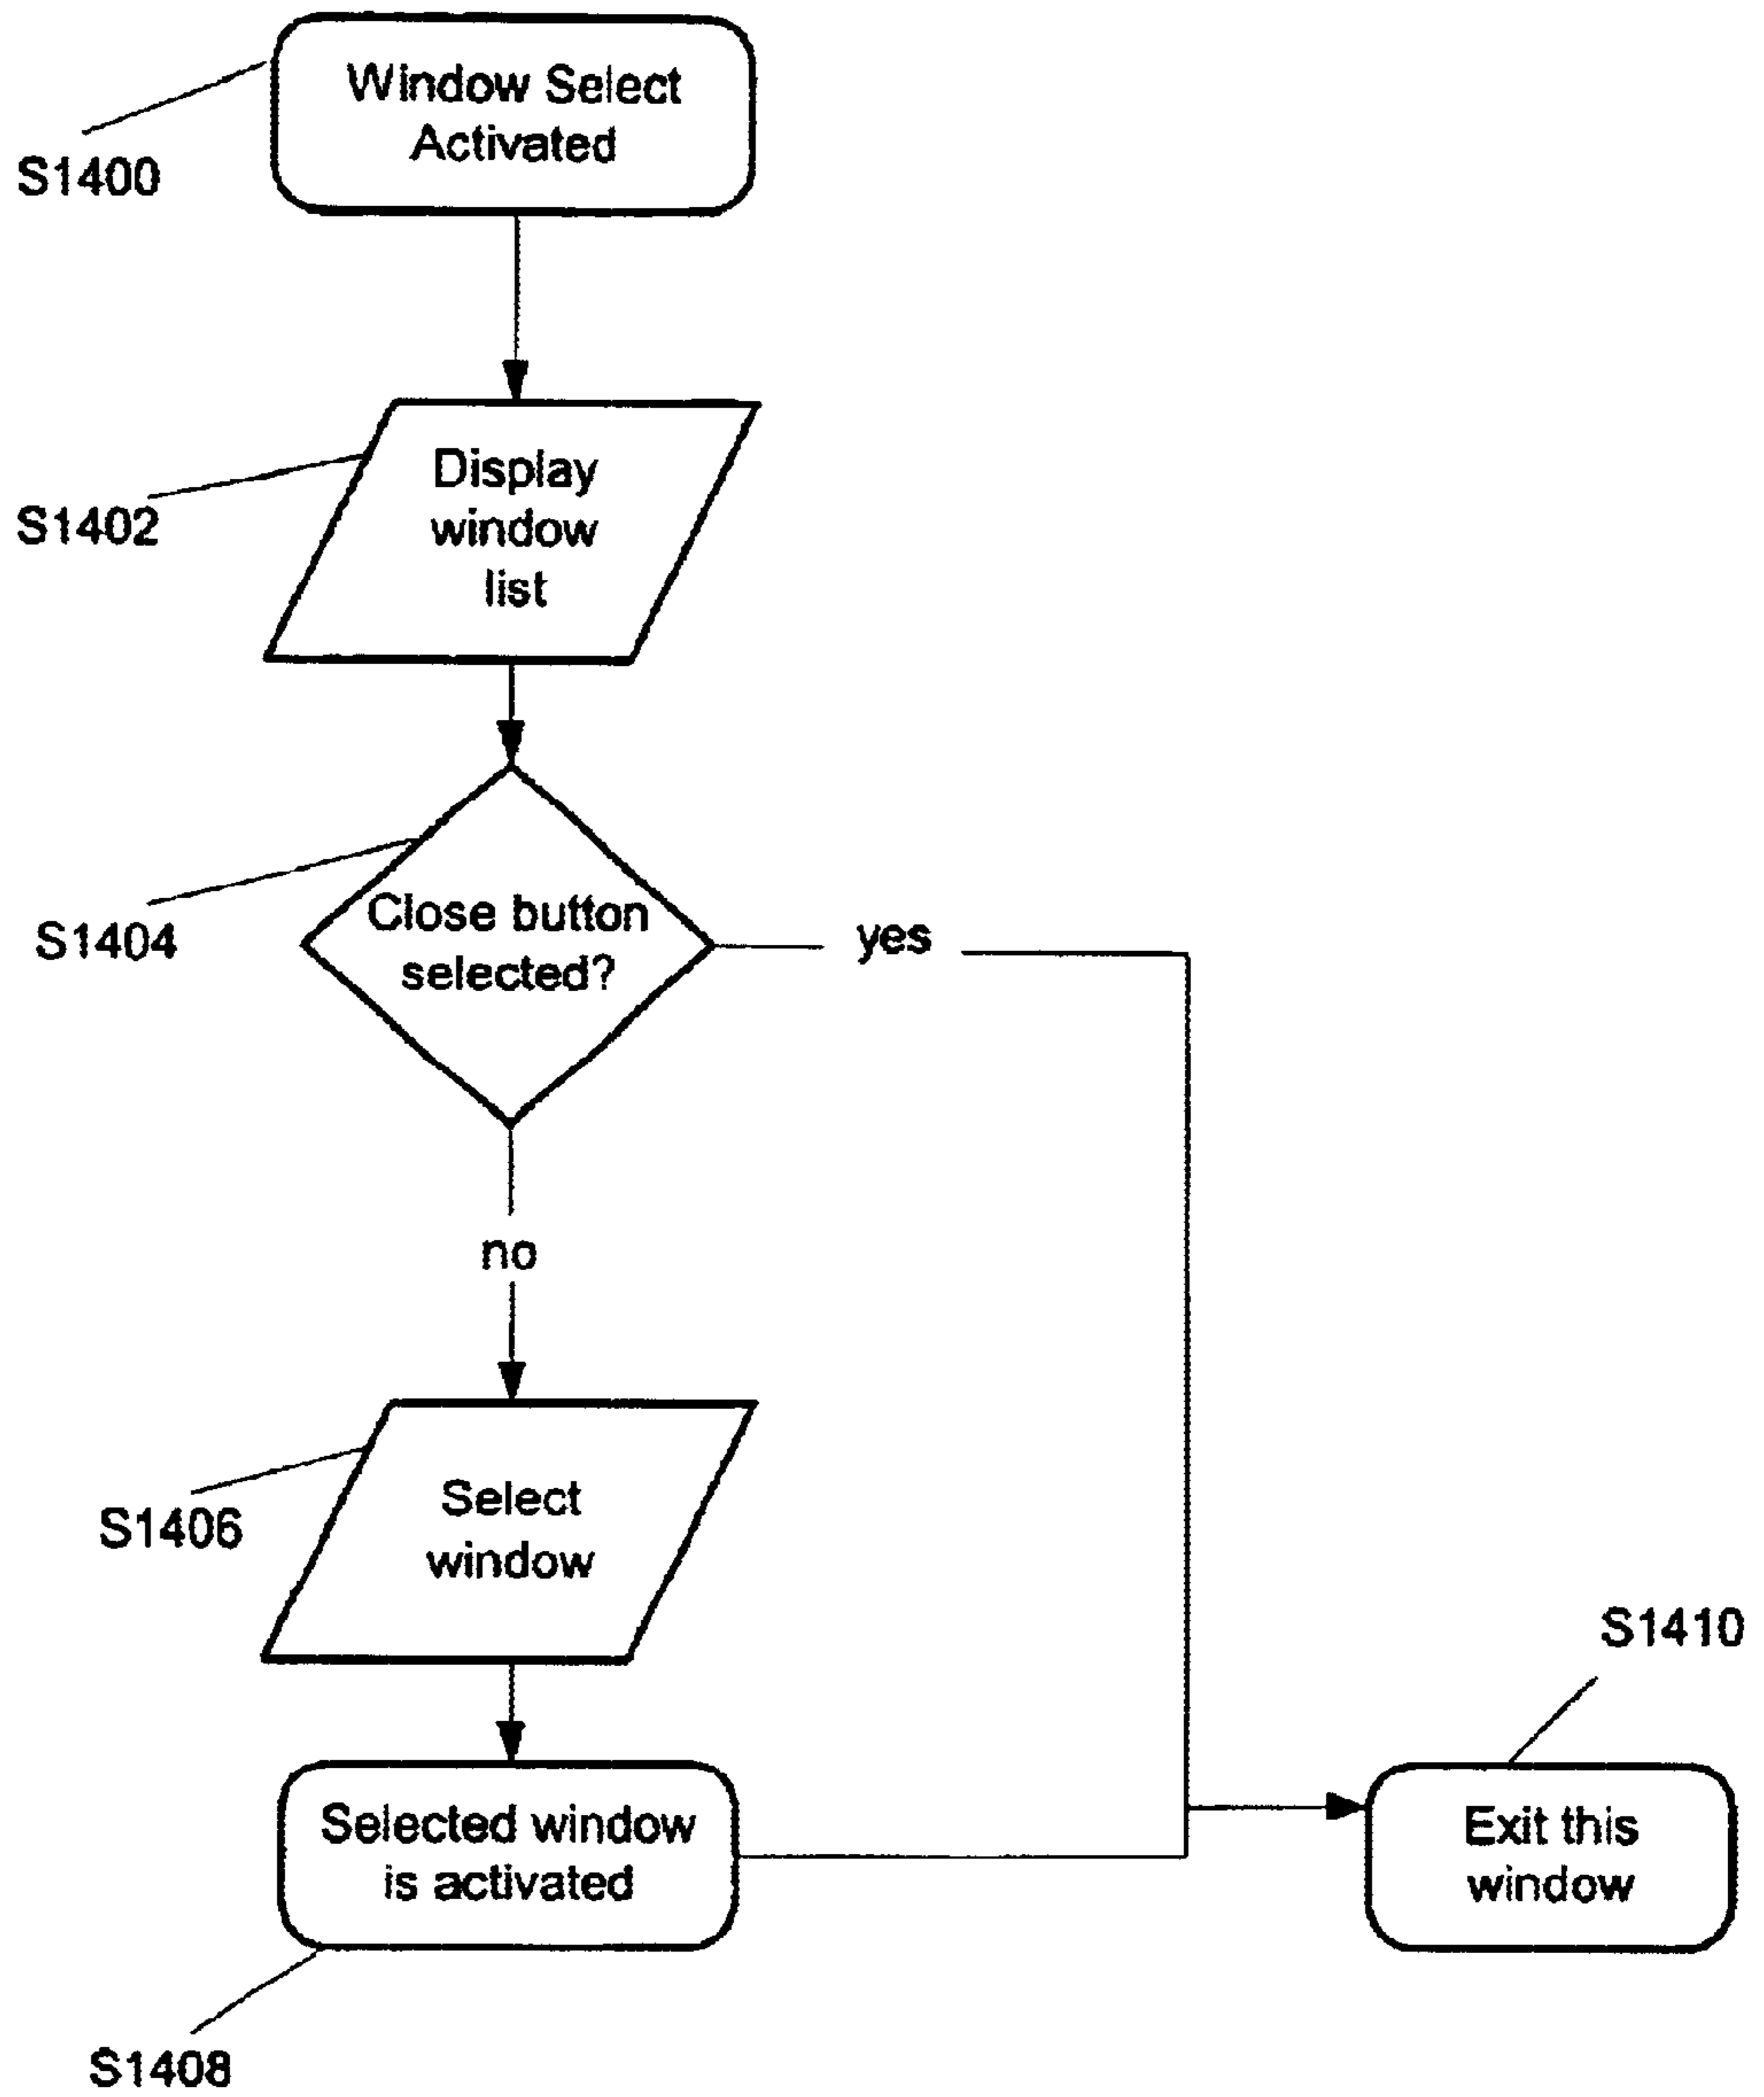 Window Select
Activated
S1400
Display
window
list
S1402
Close button
selected?
S1404
yes
no
Select
window
S1406
S1410
Selected window
is activated
Exit this
window
S1408